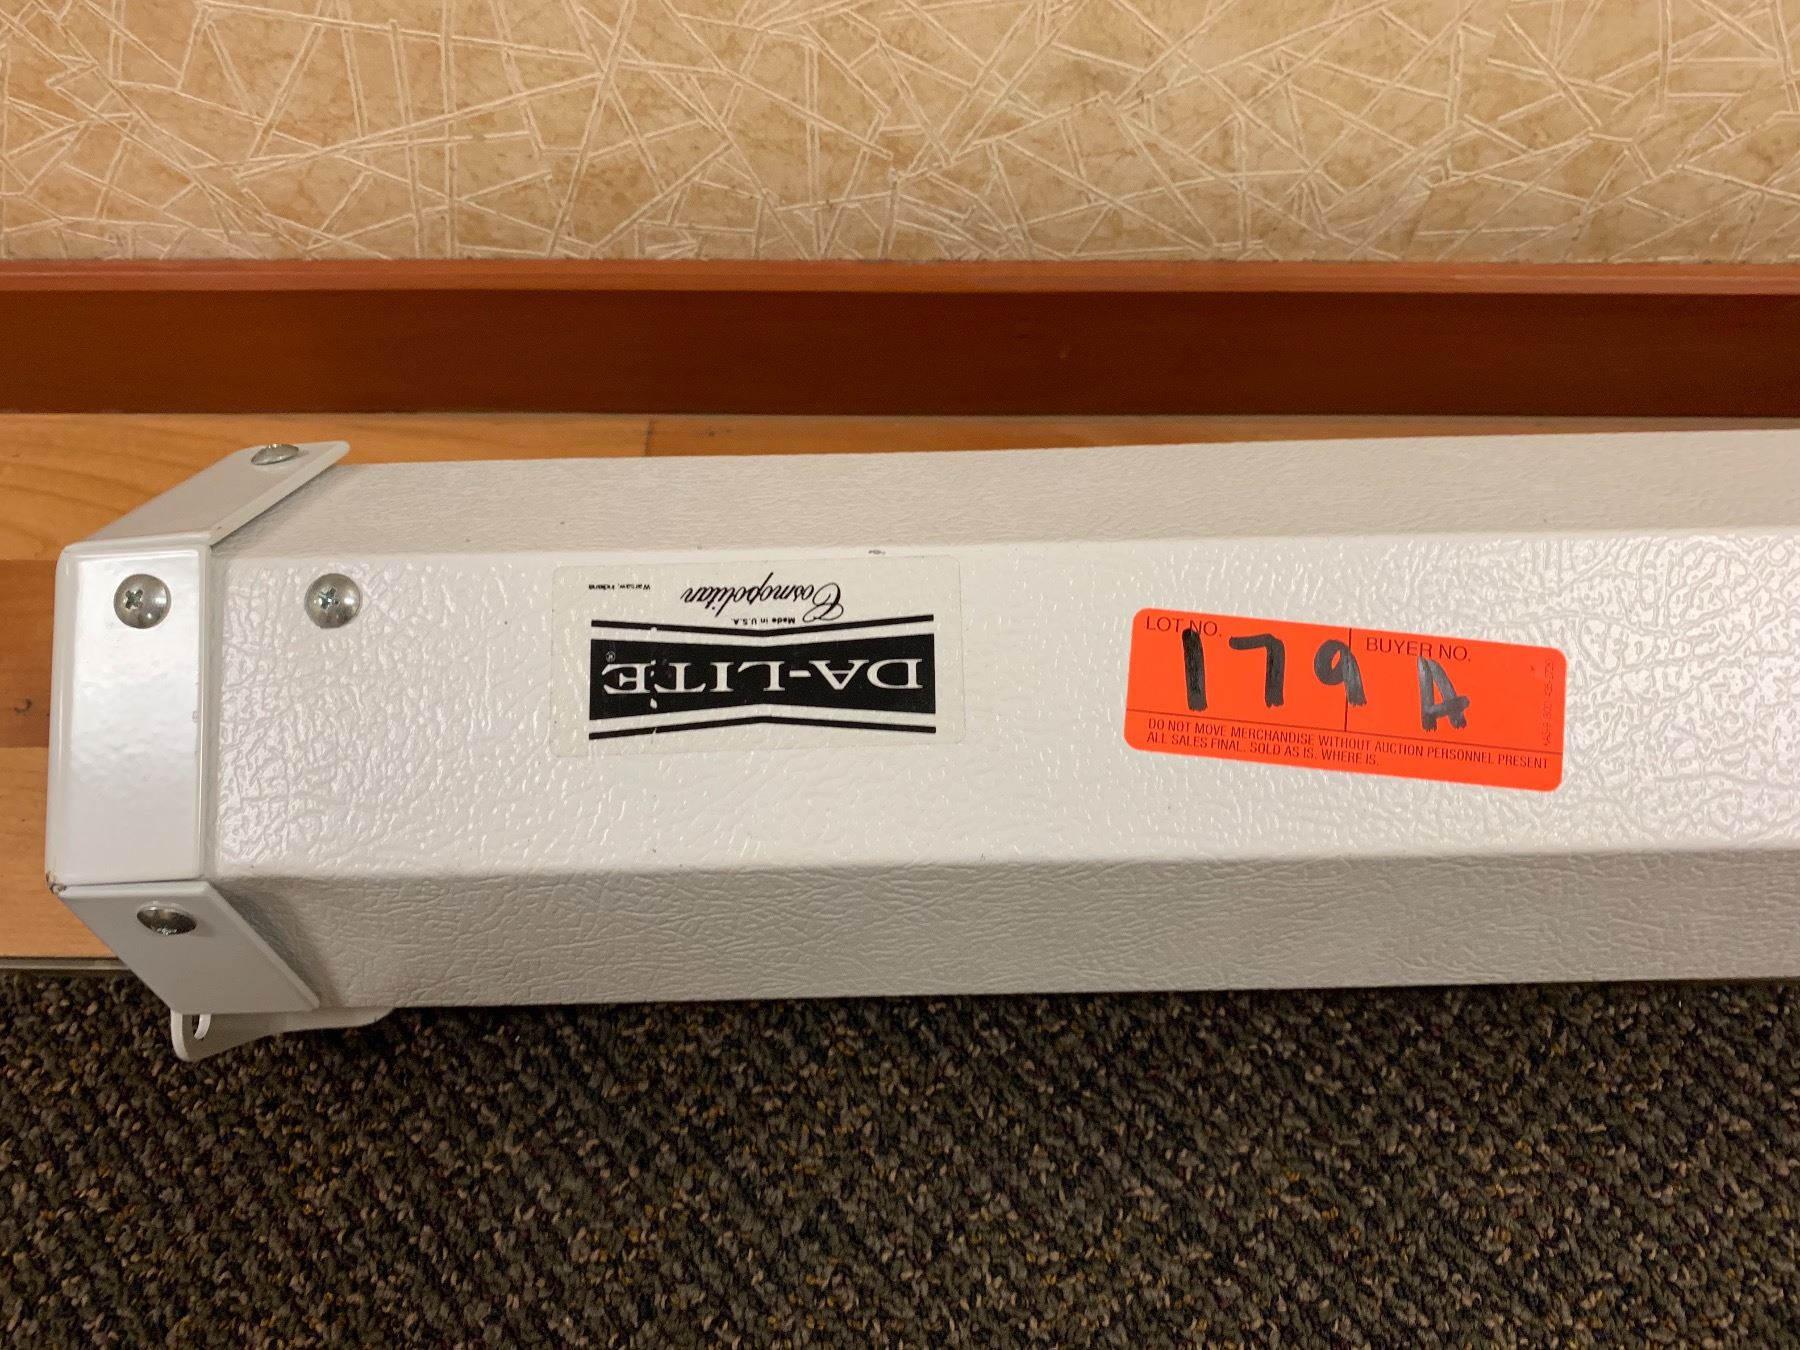 DA-LITE®
Made in U.S.A.
Cosmopolitan
Warsaw, Indiana
LOT NO.
BUYER NO.
179 A
DO NOT MOVE MERCHANDISE WITHOUT AUCTION PERSONNEL PRESENT
ALL SALES FINAL. SOLD AS IS. WHERE IS.